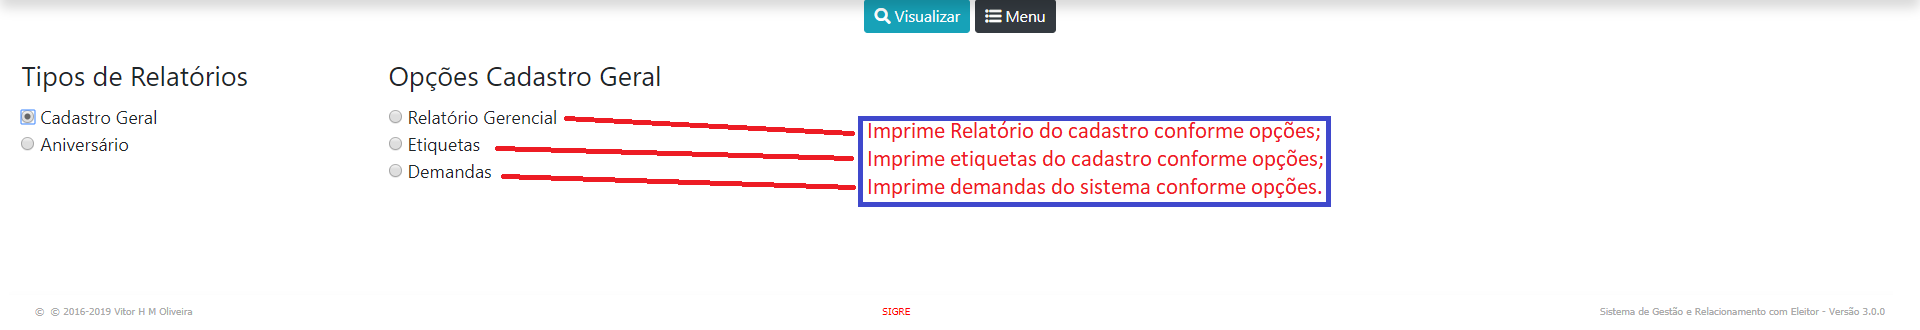 Visualizar Menu
Tipos de Relatórios
Cadastro Geral
Aniversário
Opções Cadastro Geral
Relatório Gerencial
Etiquetas
Demandas
Imprime Relatório do cadastro conforme opções;
Imprime etiquetas do cadastro conforme opções;
Imprime demandas do sistema conforme opções.
© © 2016-2019 Vitor H M Oliveira
SIGRE
Sistema de Gestão e Relacionamento com Eleitor - Versão 3.0.0